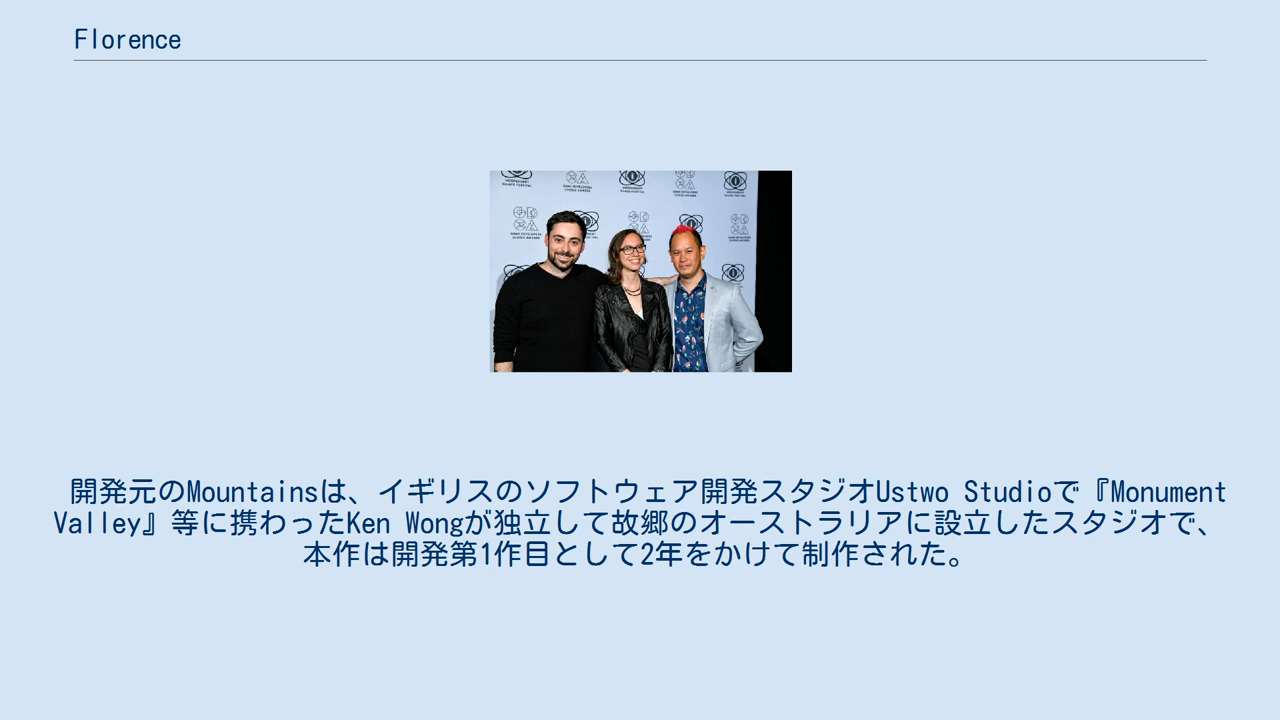 Florence
開発元のMountainsは、イギリスのソフトウェア開発スタジオUstwo Studioで『Monument
Valley』等に携わったKen Wongが独立して故郷のオーストラリアに設立したスタジオで、
本作は開発第1作目として2年をかけて制作された。